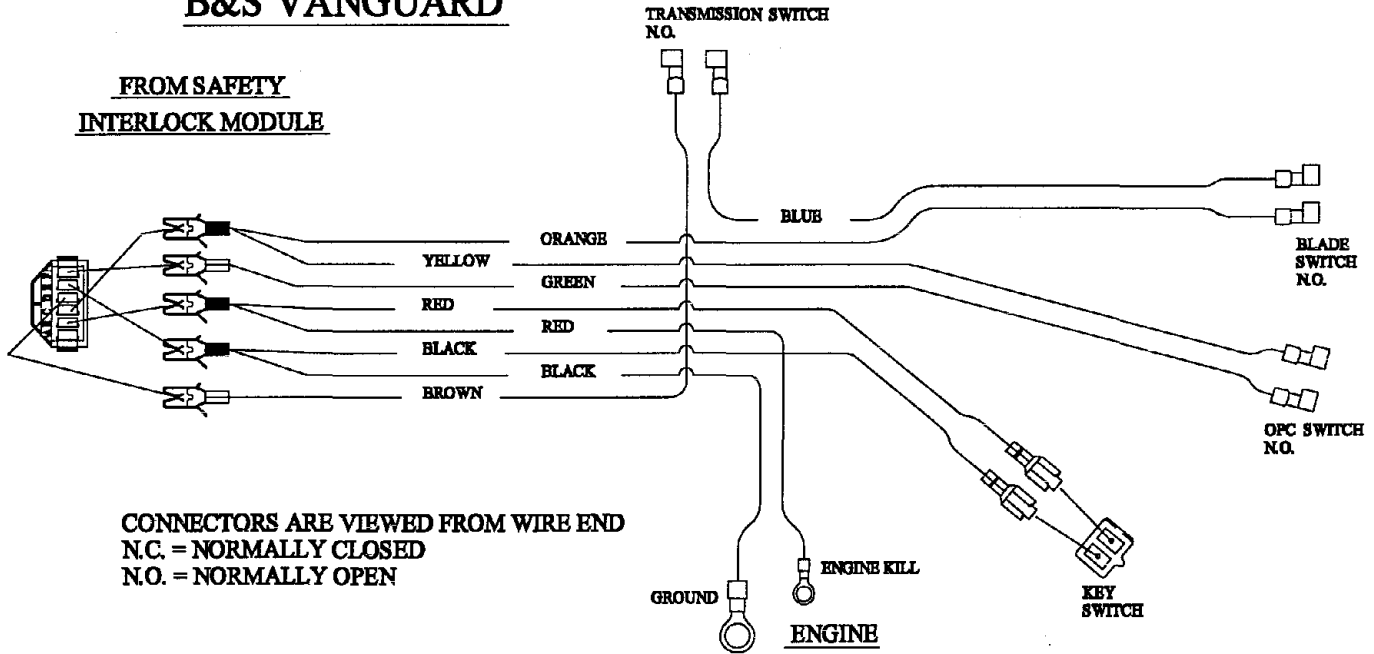 B&S VANGUARD
TRANSMISSION SWITCH
N.O.
FROM SAFETY
INTERLOCK MODULE
BLUE
ORANGE
YELLOW
GREEN
RED
RED
BLACK
BLACK
BROWN
BLADE
SWITCH
N.O.
OPC SWITCH
N.O.
CONNECTORS ARE VIEWED FROM WIRE END
N.C. = NORMALLY CLOSED
N.O. = NORMALLY OPEN
GROUND
ENGINE KILL
ENGINE
KEY
SWITCH